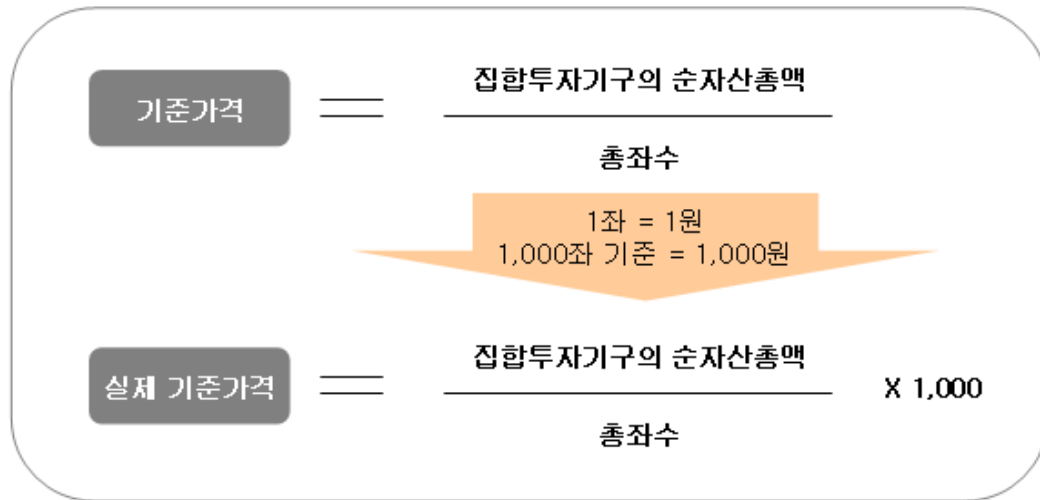 집합투자기구의 순자산총액
기준가격
총좌수
1좌 = 1원
1,000좌 기준 = 1,000원
집합투자기구의 순자산총액
실제 기준가격
X 1,000
총좌수